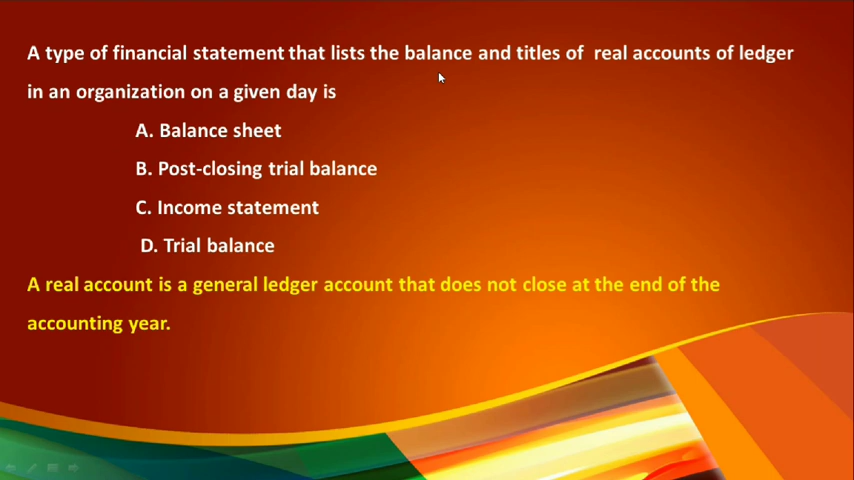 A type of financial statement that lists the balance and titles of real accounts of ledger
in an organization on a given day is
A. Balance sheet
B. Post-closing trial balance
C. Income statement
D. Trial balance
A real account is a general ledger account that does not close at the end of the
accounting year.